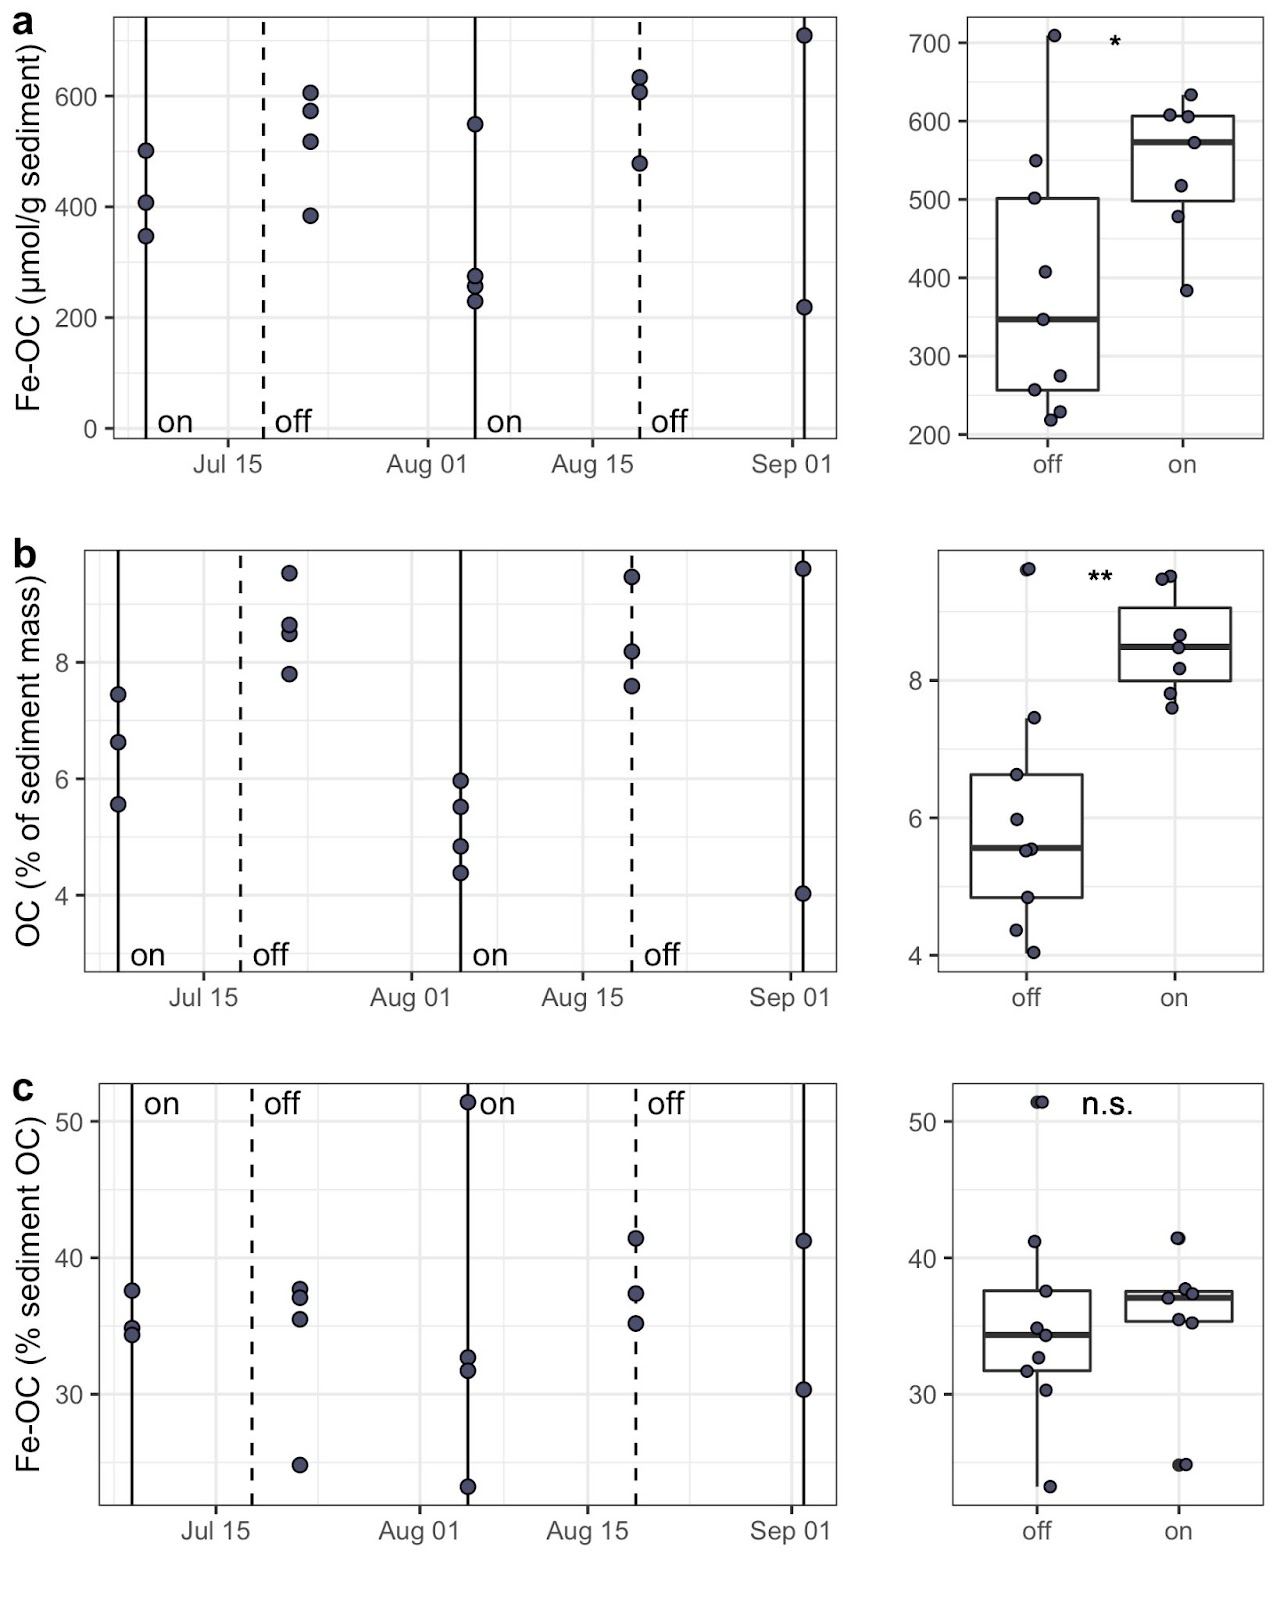 a
Fe-OC (µmol/g sediment)
600
400
200
0
on
off
on
off
Jul 15
Aug 01
Aug 15
Sep 01
700
600
500
400
300
200
*
off
on
b
OC (% of sediment mass)
8
6
4
on
off
on
off
Jul 15
Aug 01
Aug 15
Sep 01
8
6
4
**
off
on
c
Fe-OC (% sediment OC)
50
40
30
on
off
on
off
Jul 15
Aug 01
Aug 15
Sep 01
50
40
30
n.s.
off
on